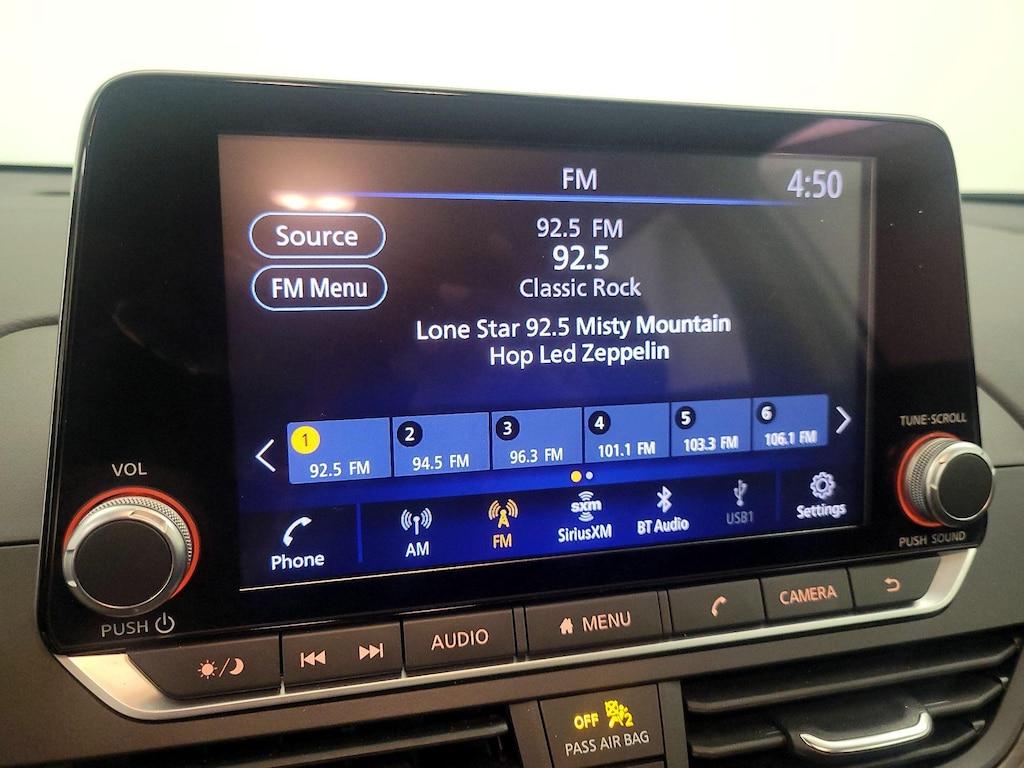 FM
4:50
Source
FM Menu
92.5 FM
92.5
Classic Rock
Lone Star 92.5 Misty Mountain
Hop Led Zeppelin
1
92.5 FM
2
94.5 FM
3
96.3 FM
4
101.1 FM
5
103.3 FM
6
106.1 FM
Phone
AM
FM
sxm
SiriusXM
BT Audio
USB1
Settings
VOL
PUSH
TUNE·SCROLL
PUSH SOUND
AUDIO
MENU
CAMERA
OFF 2
PASS AIR BAG